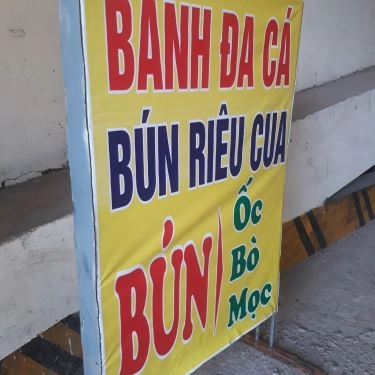 BÁNH ĐA CÁ
BÚN RIÊU CUA
BÚN
Ốc
Bò
Mọc